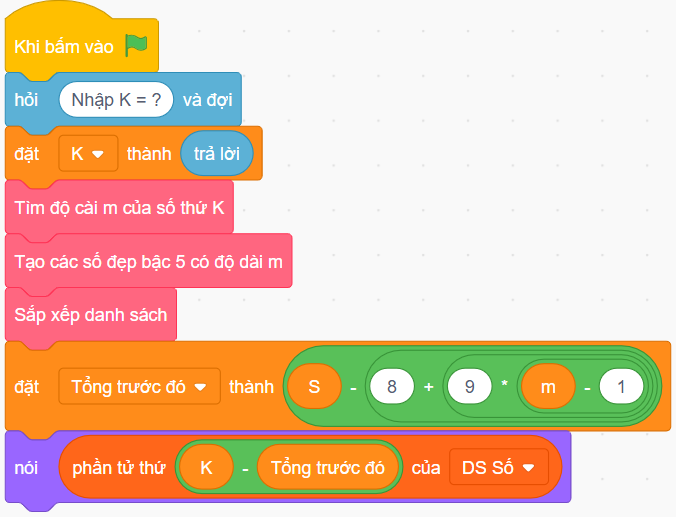 Khi bấm vào
hỏi Nhập K = ? và đợi
đặt K thành trả lời
Tìm độ cài m của số thứ K
Tạo các số đẹp bậc 5 có độ dài m
Sắp xếp danh sách
đặt Tổng trước đó thành S - 8 + 9 * m - 1
nói phần tử thứ K - Tổng trước đó của DS Số